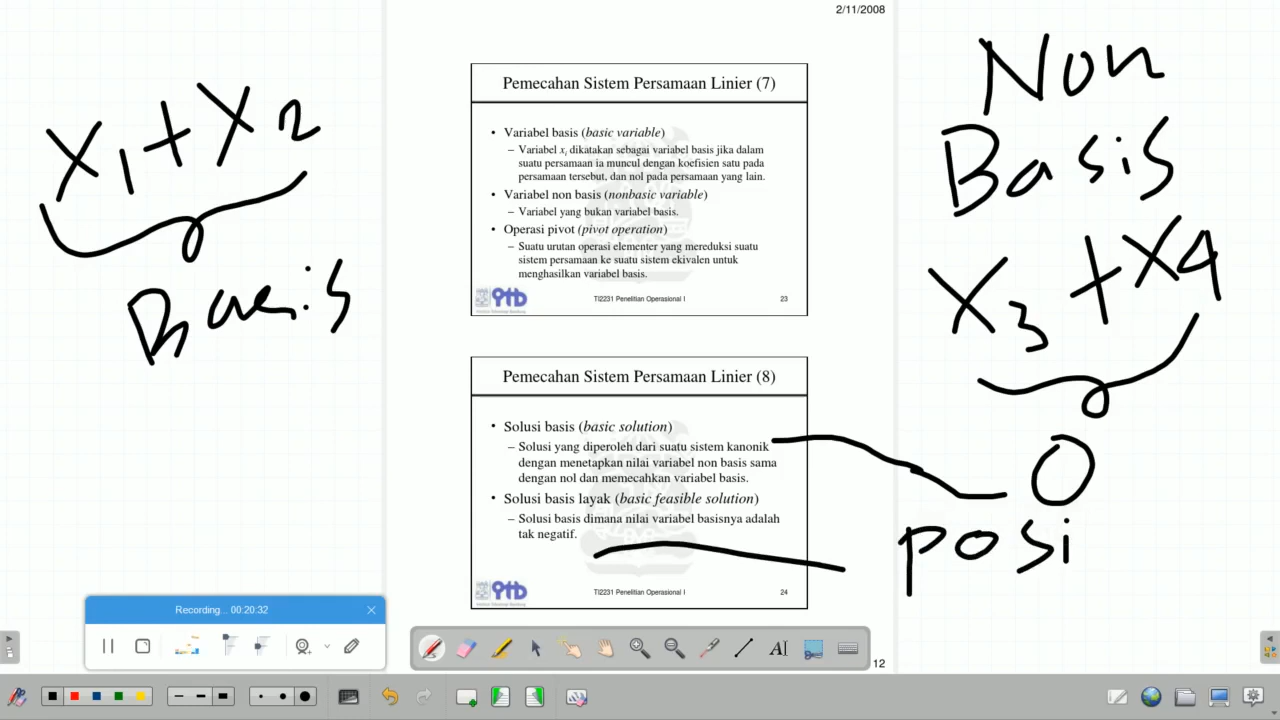 2/11/2008
X1+X2
Basis
Pemecahan Sistem Persamaan Linier (7)
• Variabel basis (basic variable)
– Variabel xi dikatakan sebagai variabel basis jika dalam
suatu persamaan ia muncul dengan koefisien satu pada
persamaan tersebut, dan nol pada persamaan yang lain.
• Variabel non basis (nonbasic variable)
– Variabel yang bukan variabel basis.
• Operasi pivot (pivot operation)
– Suatu urutan operasi elementer yang mereduksi suatu
sistem persamaan ke suatu sistem ekivalen untuk
menghasilkan variabel basis.
TI2231 Penelitian Operasional I
23
Pemecahan Sistem Persamaan Linier (8)
• Solusi basis (basic solution)
– Solusi yang diperoleh dari suatu sistem kanonik
dengan menetapkan nilai variabel non basis sama
dengan nol dan memecahkan variabel basis.
• Solusi basis layak (basic feasible solution)
– Solusi basis dimana nilai variabel basisnya adalah
tak negatif.
TI2231 Penelitian Operasional I
24
Non
Basis
X3 + X4
0
posi
Recording... 00:20:32
12